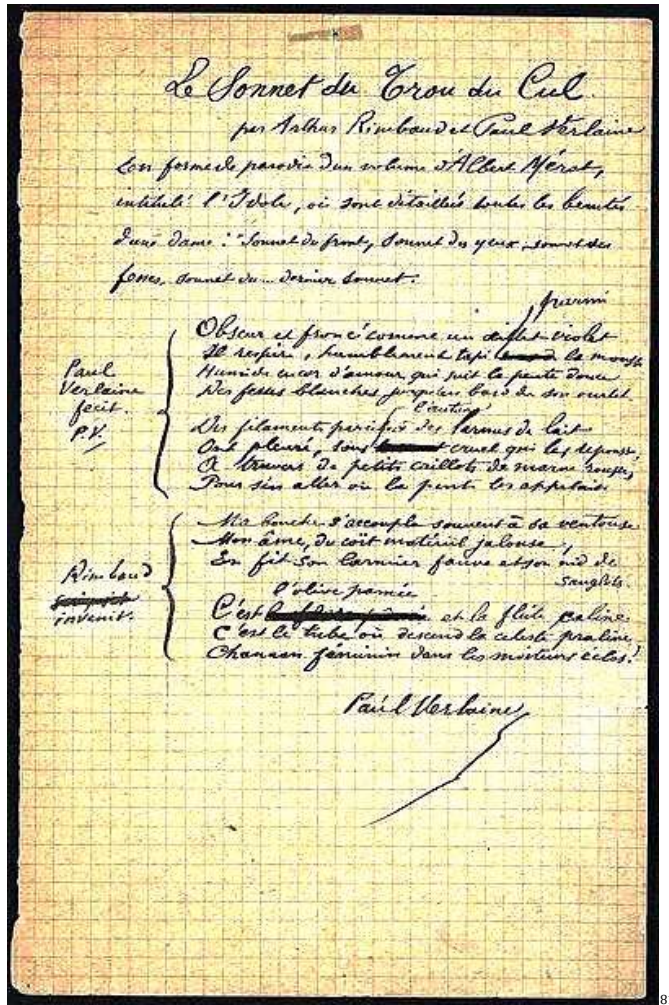 Le Sonnet du Trou du Cul.
par Arthur Rimbaud et Paul Verlaine
en forme de parodie d'un volume d'Albert Mérat,
intitulé l'Idole, où sont détaillées toutes les beautés
d'une dame : "Sonnet du front, Sonnet des yeux, sonnet des
fesses, sonnet du... dernier sonnet.
parmi
Obscur et froncé comme un œillet violet
Il respire, humblement tapi la mousse
Humide encor d'amour qui suit la pente douce
Des fesses blanches jusqu'au bord de son ourlet.
Paul
Verlaine
fecit.
P.V.
Des filaments pareils à des larmes de lait
Ont pleuré, sous cruel qui les repousse,
À travers de petits caillots de marne rousse,
Pour s'en aller où la pente les appelait.
Ma bouche s'accoupla souvent à sa ventouse
Mon âme, du coït matériel jalouse,
En fit son larmier fauve et son nid de
sanglots.
Rimbaud
invenit.
l'olive pamée
C'est et la flûte caline
C'est le tube où descend la celeste praline
Chanaan féminin dans les moiteurs éclos !
Paul Verlaine
8